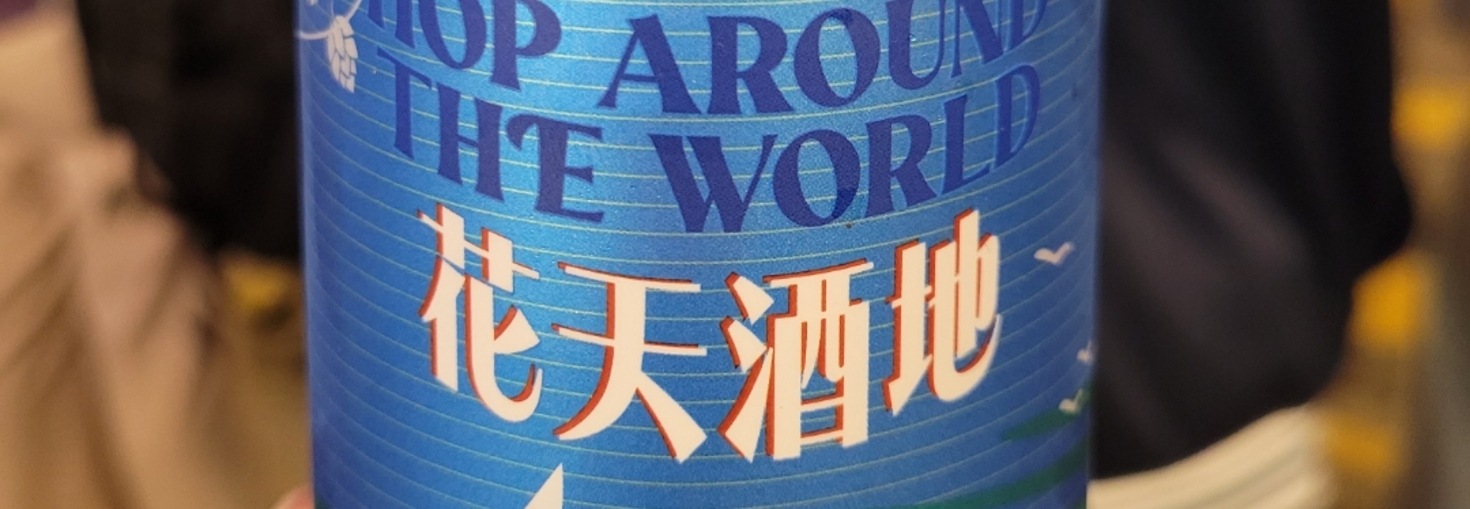 HOP AROUND
THE WORLD
花天酒地